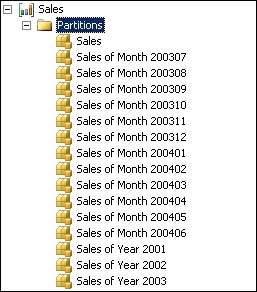 Sales
Partitions
Sales
Sales of Month 200307
Sales of Month 200308
Sales of Month 200309
Sales of Month 200310
Sales of Month 200311
Sales of Month 200312
Sales of Month 200401
Sales of Month 200402
Sales of Month 200403
Sales of Month 200404
Sales of Month 200405
Sales of Month 200406
Sales of Year 2001
Sales of Year 2002
Sales of Year 2003